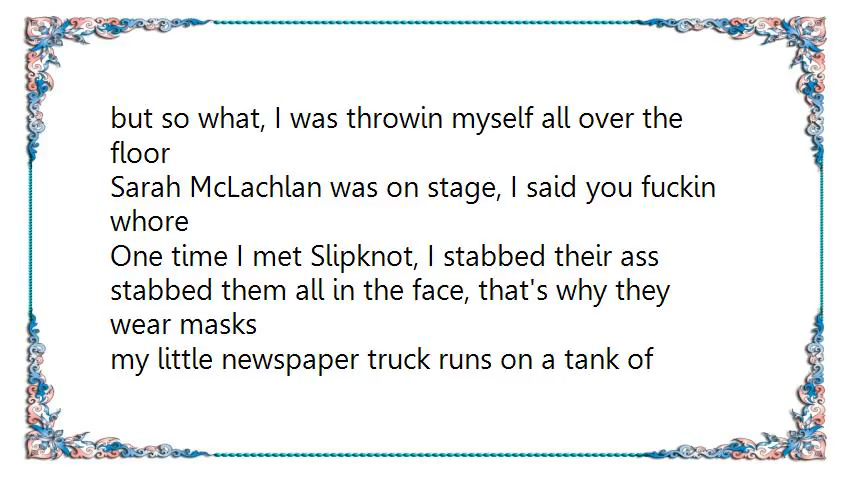 but so what, I was throwin myself all over the
floor
Sarah McLachlan was on stage, I said you fuckin
whore
One time I met Slipknot, I stabbed their ass
stabbed them all in the face, that's why they
wear masks
my little newspaper truck runs on a tank of